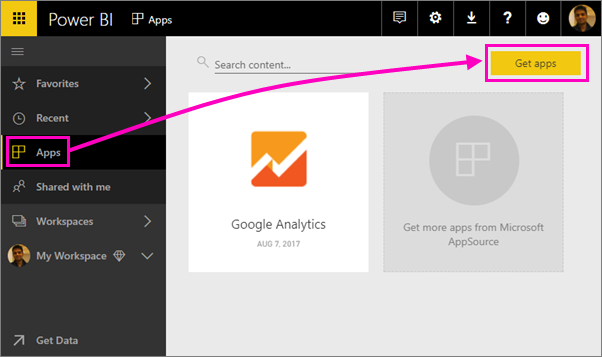 Power BI
Apps
Favorites
Recent
Apps
Shared with me
Workspaces
My Workspace
Get Data
Search content...
Get apps
Google Analytics
AUG 7, 2017
Get more apps from Microsoft
AppSource